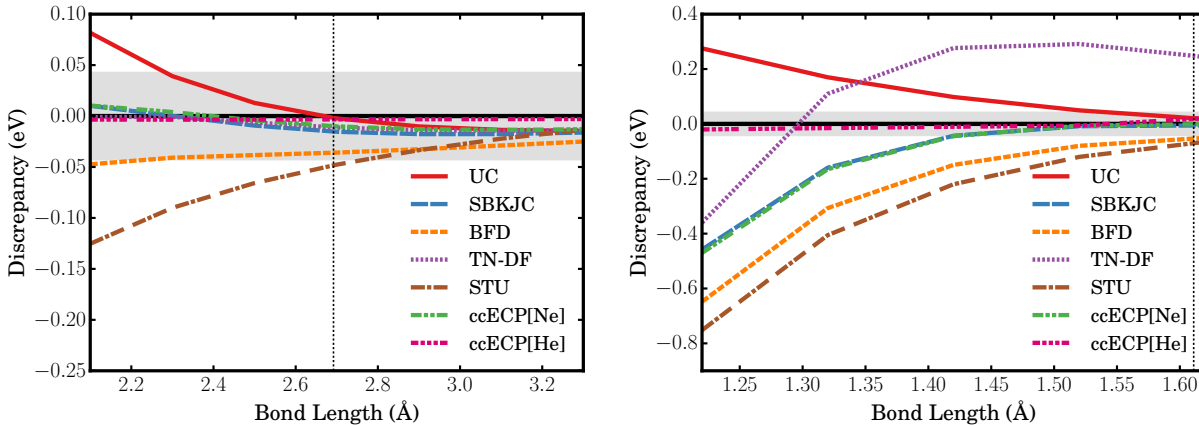 0.10
0.05
0.00
−0.05
−0.10
−0.15
−0.20
−0.25
Discrepancy (eV)
UC
SBKJC
BFD
TN-DF
STU
ccECP[Ne]
ccECP[He]
2.2 2.4 2.6 2.8 3.0 3.2
Bond Length (Å)
0.4
0.2
0.0
−0.2
−0.4
−0.6
−0.8
Discrepancy (eV)
UC
SBKJC
BFD
TN-DF
STU
ccECP[Ne]
ccECP[He]
1.25 1.30 1.35 1.40 1.45 1.50 1.55 1.60
Bond Length (Å)